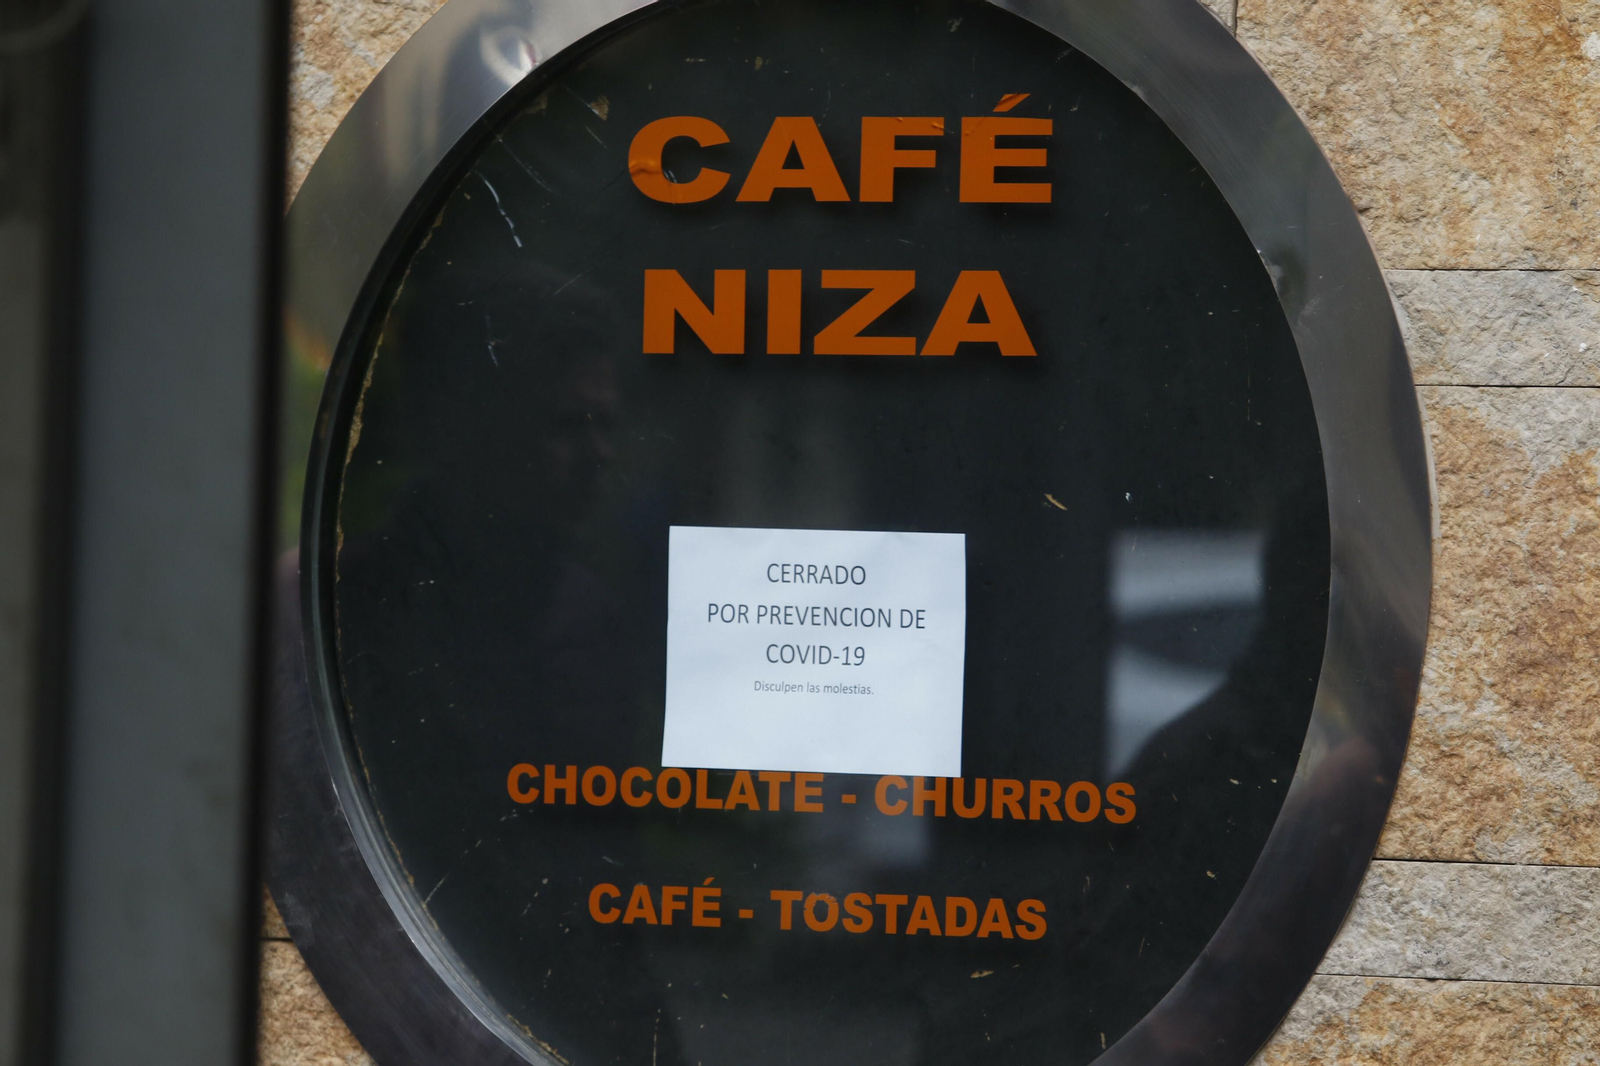 CAFÉ
NIZA
CERRADO
POR PREVENCION DE
COVID-19
Disculpen las molestias.
CHOCOLATE - CHURROS
CAFÉ - TOSTADAS